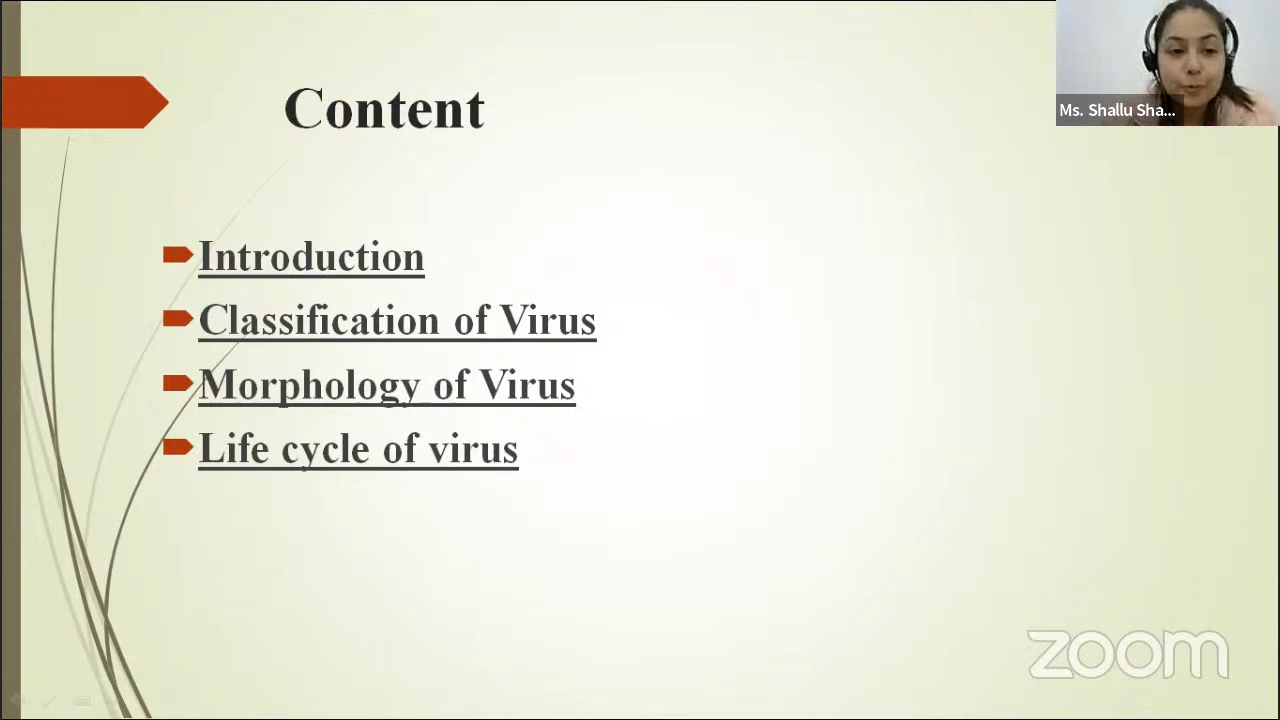 Content
Ms. Shallu Sha...
Introduction
Classification of Virus
Morphology of Virus
Life cycle of virus
zoom